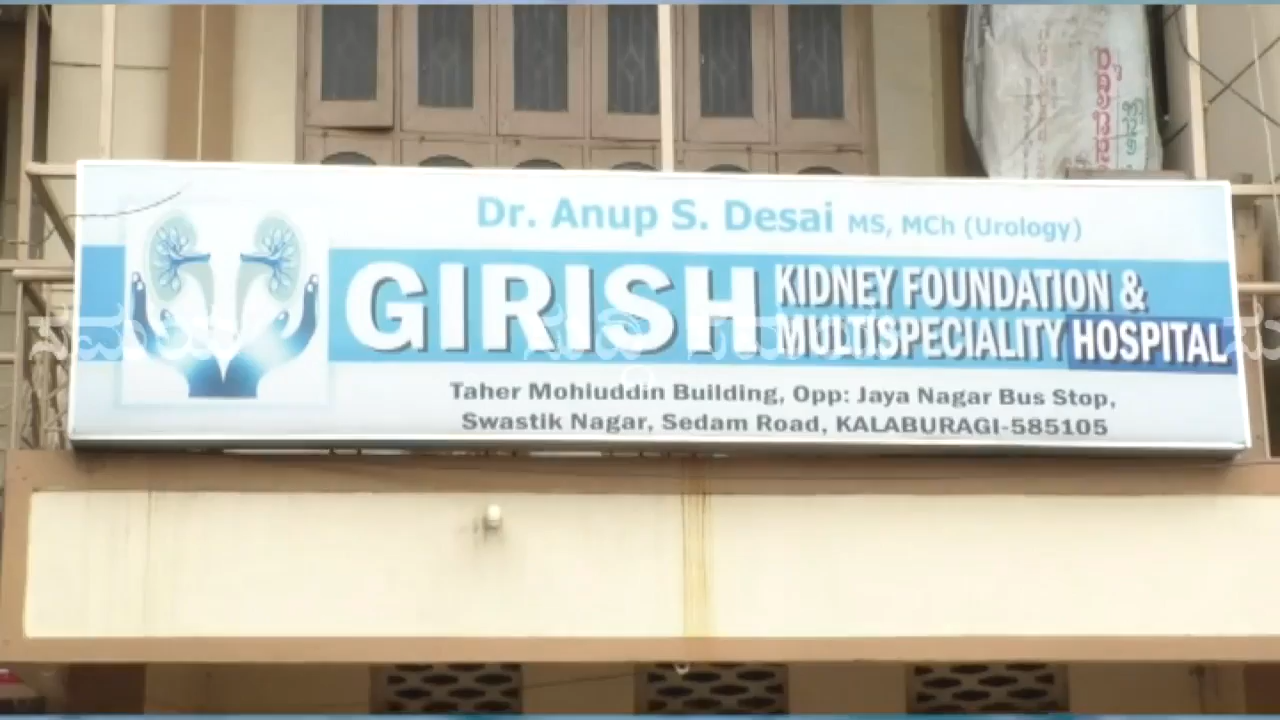 Dr. Anup S. Desai MS, MCh (Urology)
GIRISH KIDNEY FOUNDATION &
MULTISPECIALITY HOSPITAL
Taher Mohiuddin Building, Opp: Jaya Nagar Bus Stop,
Swastik Nagar, Sedam Road, KALABURAGI-585105